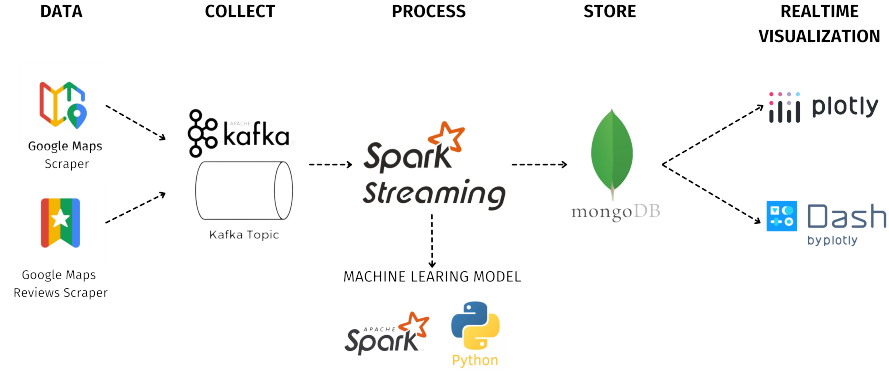 DATA
COLLECT
PROCESS
STORE
REALTIME
VISUALIZATION
Google Maps
Scraper
Google Maps
Reviews Scraper
APACHE
kafka
Kafka Topic
Spark
Streaming
MACHINE LEARING MODEL
APACHE
Spark
Python
mongoDB
plotly
Dash
by plotly